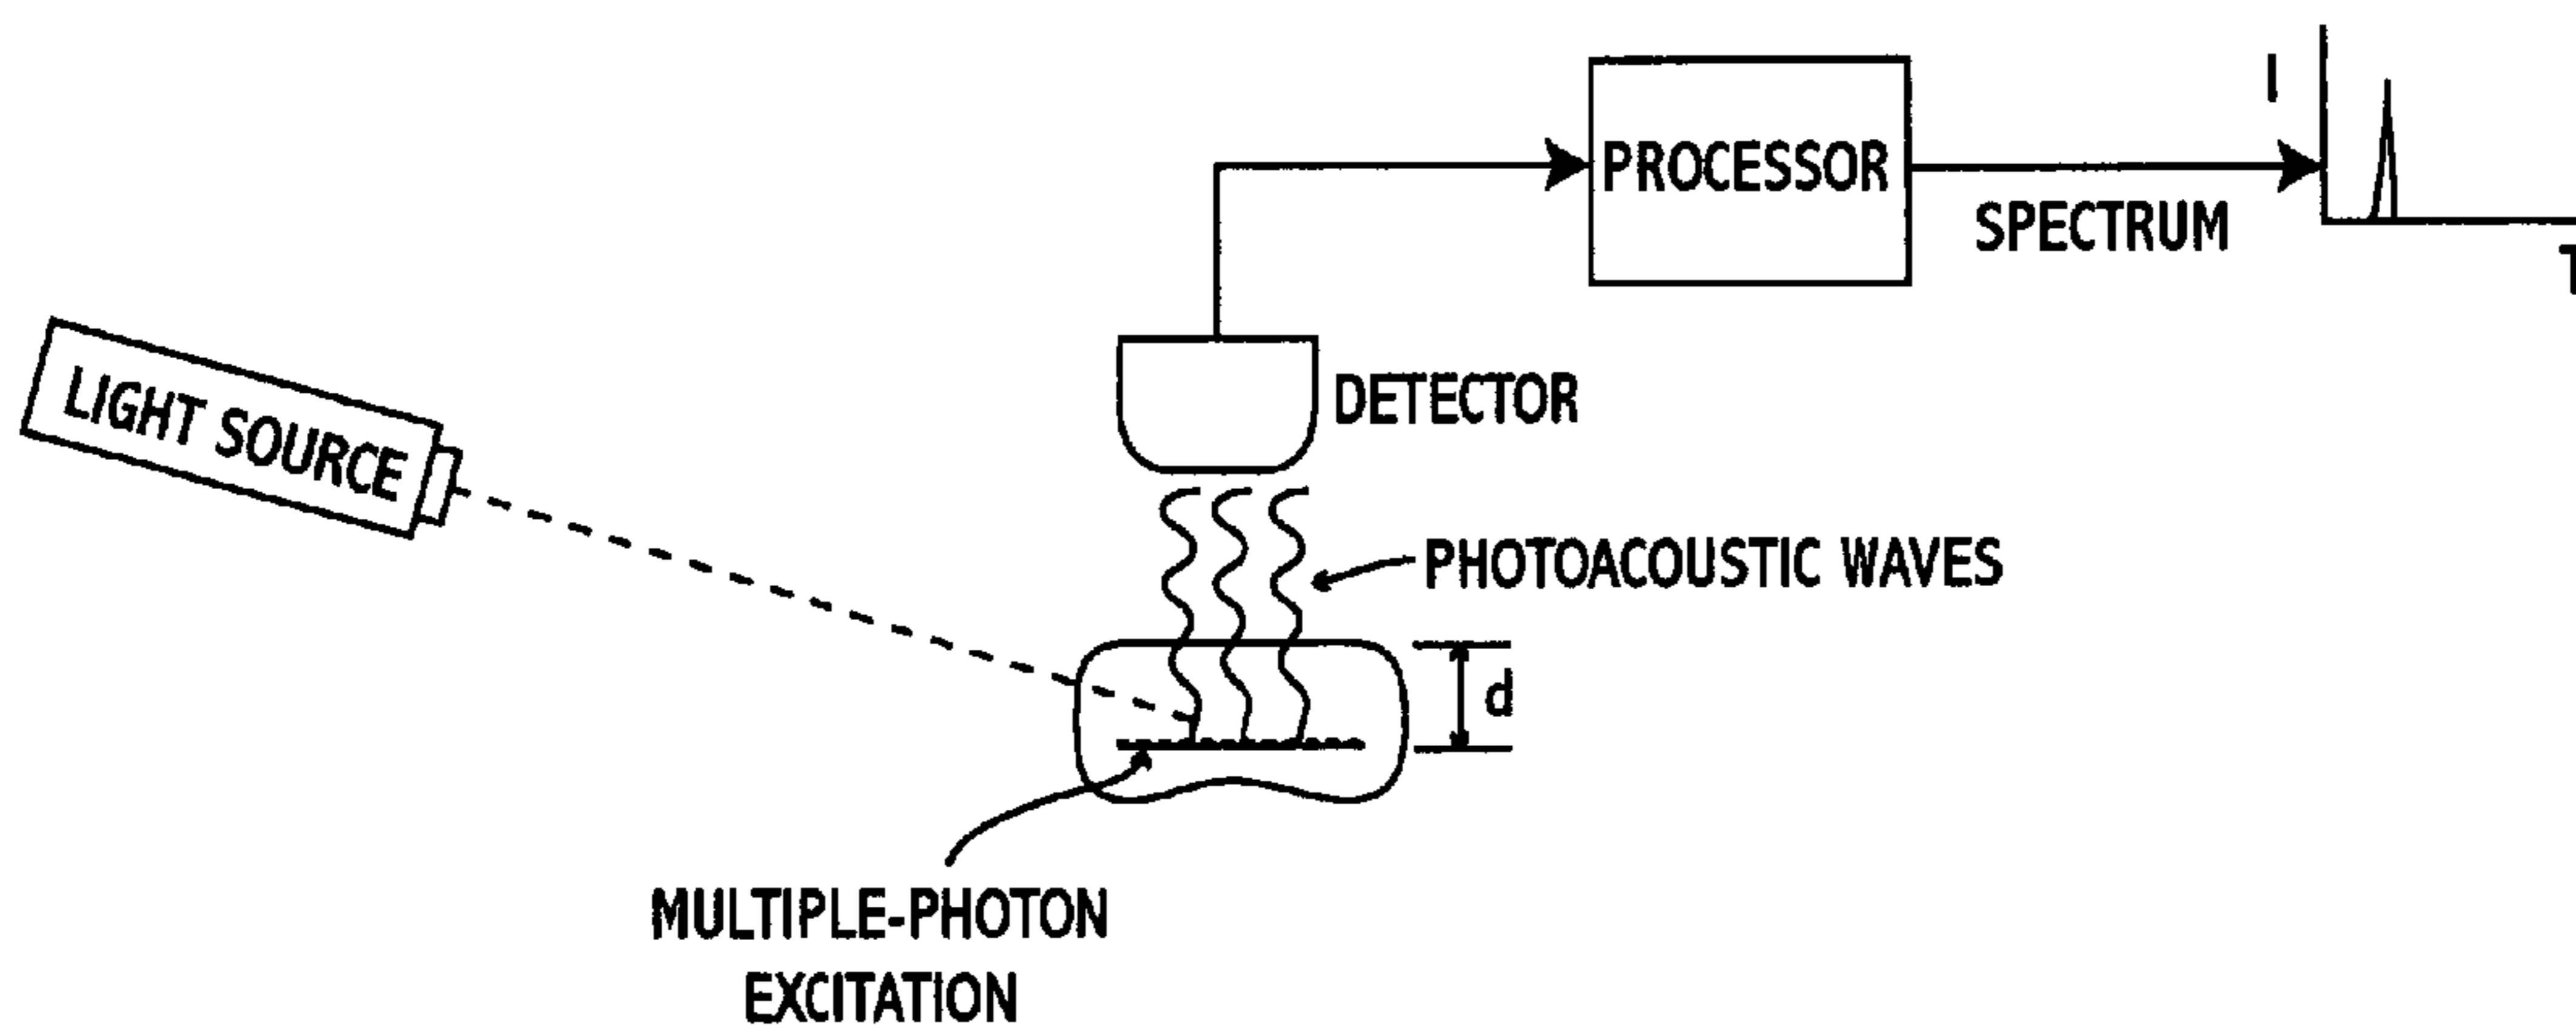 I
PROCESSOR
SPECTRUM
T
LIGHT SOURCE
DETECTOR
PHOTOACOUSTIC WAVES
d
MULTIPLE-PHOTON
EXCITATION